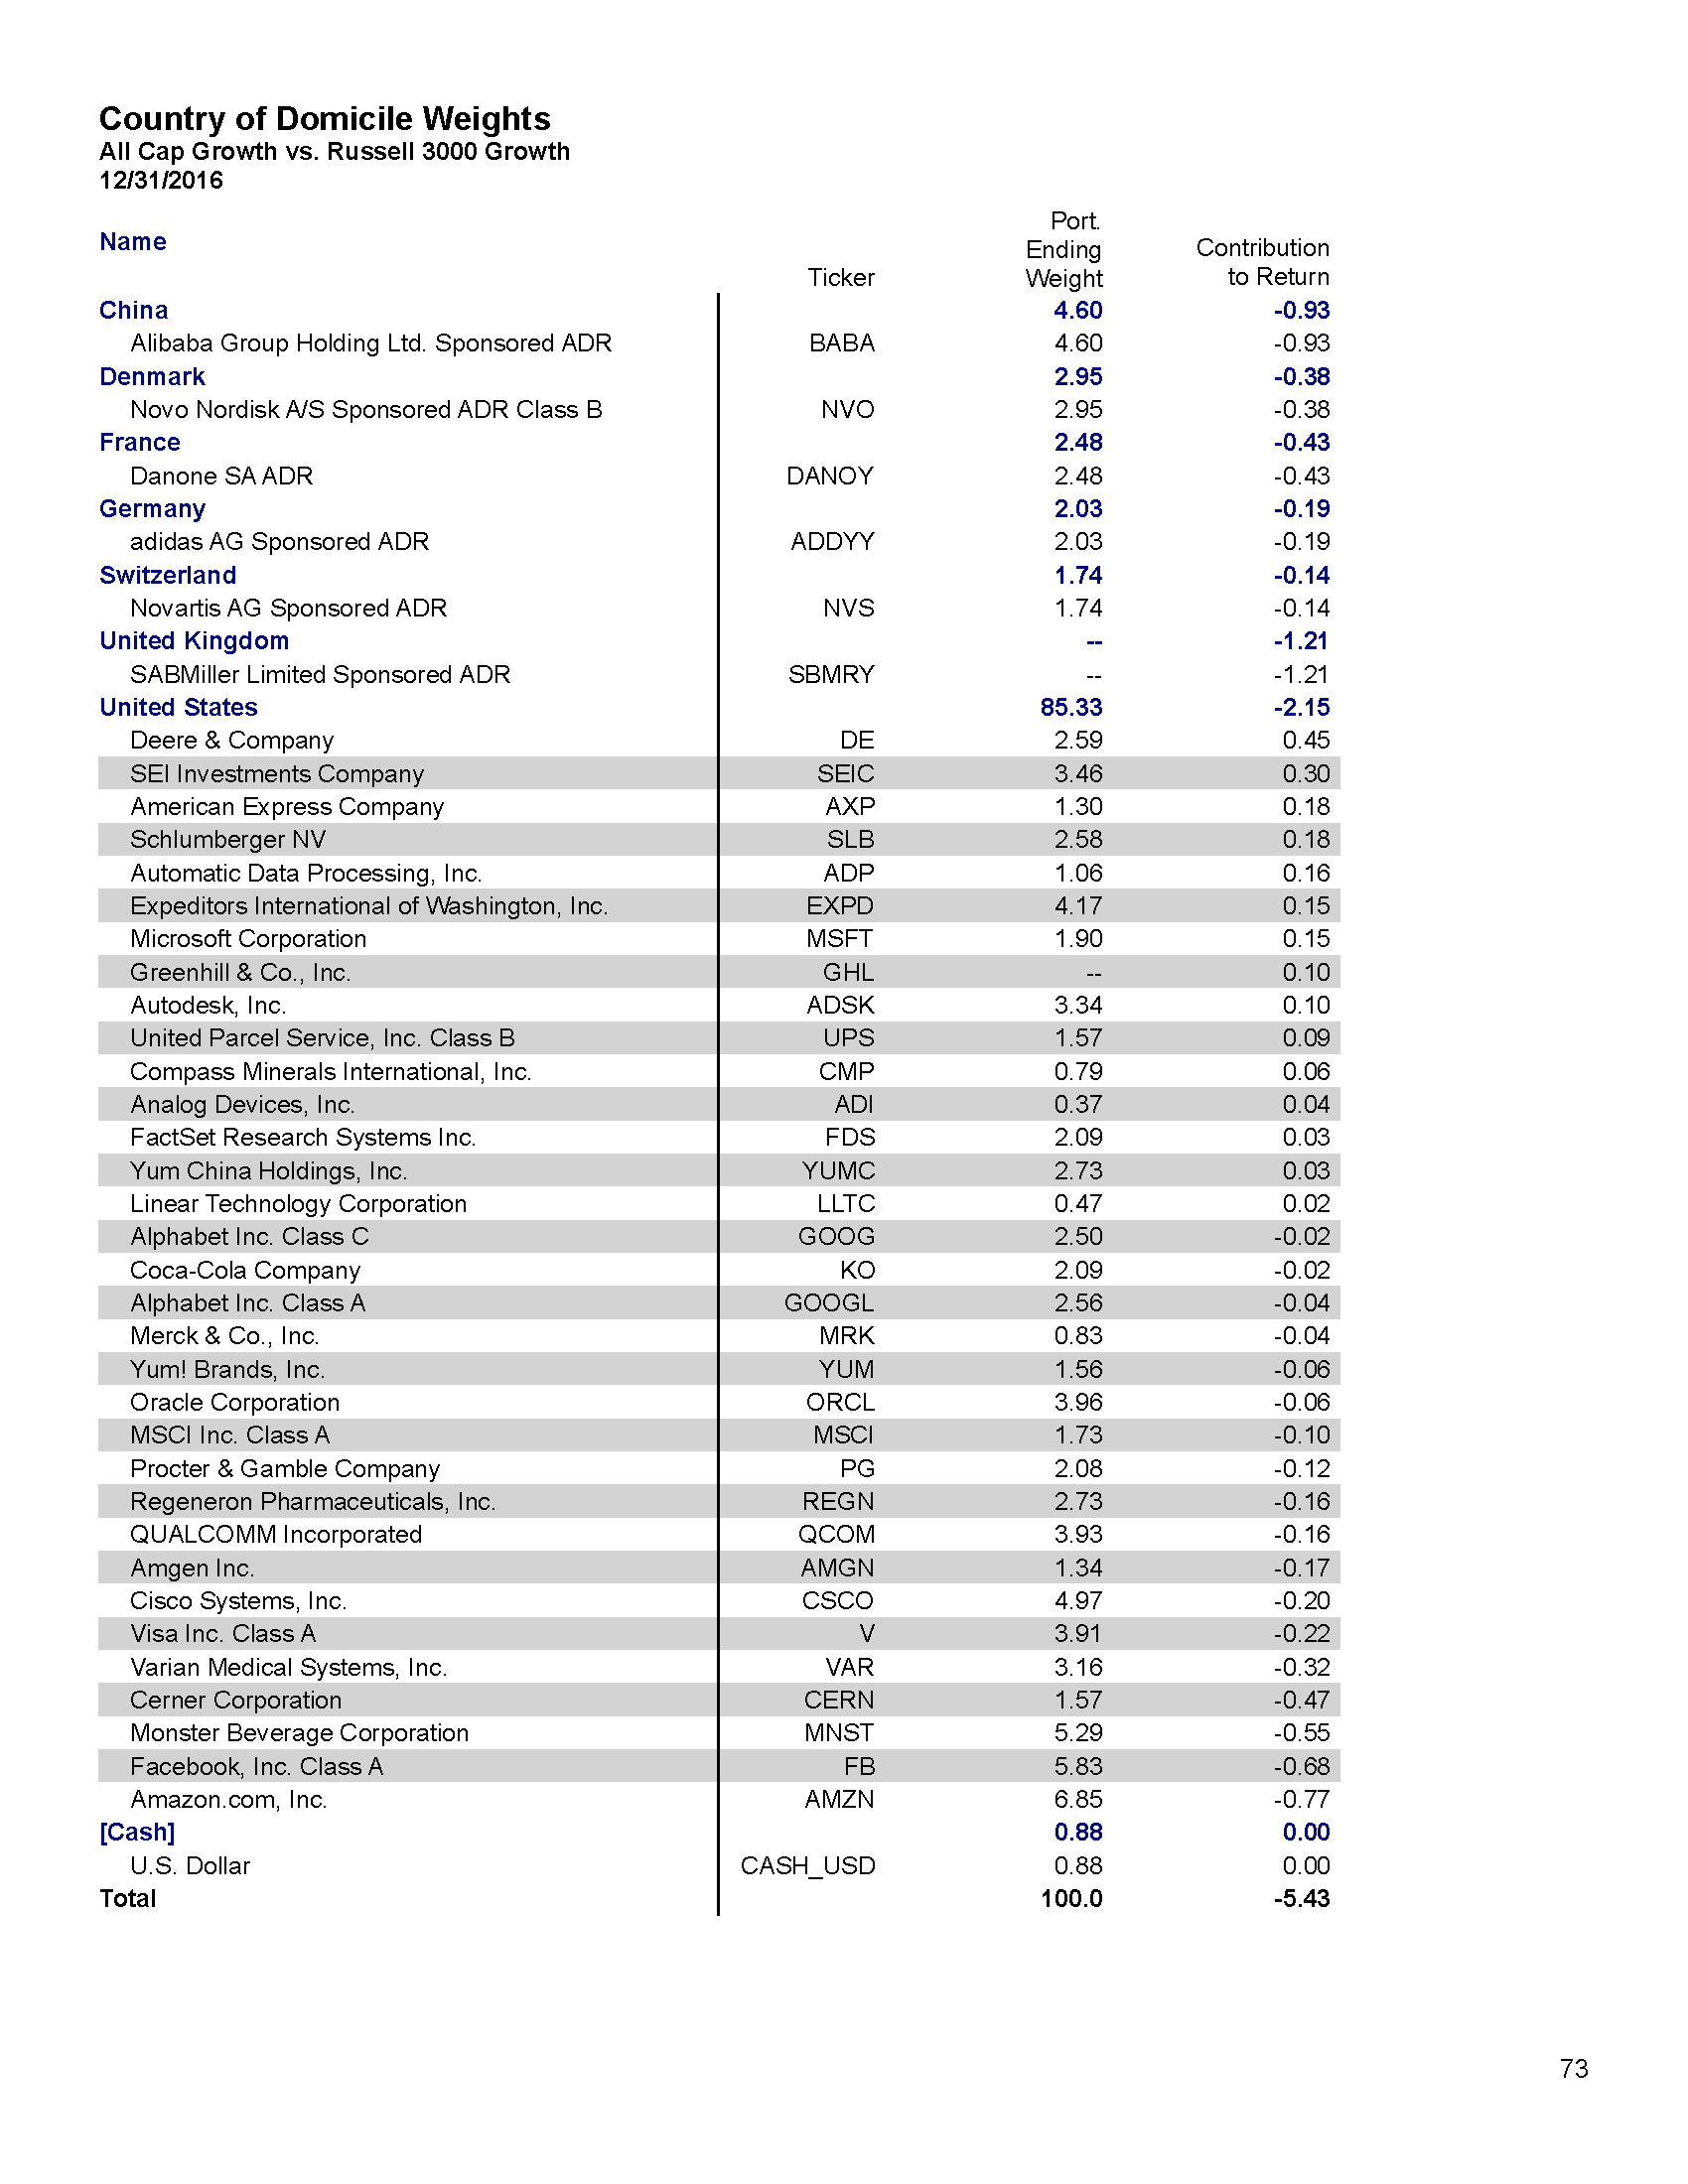 Country of Domicile Weights
All Cap Growth vs. Russell 3000 Growth
12/31/2016
Name Ticker Port. Ending Weight Contribution to Return
China 4.60 -0.93
Alibaba Group Holding Ltd. Sponsored ADR BABA 4.60 -0.93
Denmark 2.95 -0.38
Novo Nordisk A/S Sponsored ADR Class B NVO 2.95 -0.38
France 2.48 -0.43
Danone SA ADR DANOY 2.48 -0.43
Germany 2.03 -0.19
adidas AG Sponsored ADR ADDYY 2.03 -0.19
Switzerland 1.74 -0.14
Novartis AG Sponsored ADR NVS 1.74 -0.14
United Kingdom -- -1.21
SABMiller Limited Sponsored ADR SBMRY -- -1.21
United States 85.33 -2.15
Deere & Company DE 2.59 0.45
SEI Investments Company SEIC 3.46 0.30
American Express Company AXP 1.30 0.18
Schlumberger NV SLB 2.58 0.18
Automatic Data Processing, Inc. ADP 1.06 0.16
Expeditors International of Washington, Inc. EXPD 4.17 0.15
Microsoft Corporation MSFT 1.90 0.15
Greenhill & Co., Inc. GHL -- 0.10
Autodesk, Inc. ADSK 3.34 0.10
United Parcel Service, Inc. Class B UPS 1.57 0.09
Compass Minerals International, Inc. CMP 0.79 0.06
Analog Devices, Inc. ADI 0.37 0.04
FactSet Research Systems Inc. FDS 2.09 0.03
Yum China Holdings, Inc. YUMC 2.73 0.03
Linear Technology Corporation LLTC 0.47 0.02
Alphabet Inc. Class C GOOG 2.50 -0.02
Coca-Cola Company KO 2.09 -0.02
Alphabet Inc. Class A GOOGL 2.56 -0.04
Merck & Co., Inc. MRK 0.83 -0.04
Yum! Brands, Inc. YUM 1.56 -0.06
Oracle Corporation ORCL 3.96 -0.06
MSCI Inc. Class A MSCI 1.73 -0.10
Procter & Gamble Company PG 2.08 -0.12
Regeneron Pharmaceuticals, Inc. REGN 2.73 -0.16
QUALCOMM Incorporated QCOM 3.93 -0.16
Amgen Inc. AMGN 1.34 -0.17
Cisco Systems, Inc. CSCO 4.97 -0.20
Visa Inc. Class A V 3.91 -0.22
Varian Medical Systems, Inc. VAR 3.16 -0.32
Cerner Corporation CERN 1.57 -0.47
Monster Beverage Corporation MNST 5.29 -0.55
Facebook, Inc. Class A FB 5.83 -0.68
Amazon.com, Inc. AMZN 6.85 -0.77
[Cash] 0.88 0.00
U.S. Dollar CASH_USD 0.88 0.00
Total 100.0 -5.43
73